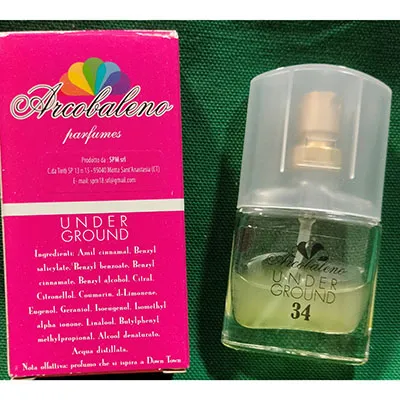 Arcobaleno
parfumes
Prodotto da : SPM srl
C.da Tiriti SP 13 n 15 - 95040 Motta Sant'Anastasia (CT)
E- mail: spm18.srl@gmail.com
UNDER
GROUND
Ingredienti: Amil cinnamal, Benzyl
salicylate, Benzyl benzoate, Benzyl
cinnamate, Benzyl alcohol, Citral,
Citronellol, Coumarin, d-Limonene,
Eugenol, Geraniol, Isoeugenol, Isomethyl
alpha ionone, Linalool, Butylphenyl
methylpropional, Alcool denaturato,
Acqua distillata.
Nota olfattiva: profumo che si ispira a Down Town
Arcobaleno
UNDER
GROUND
34